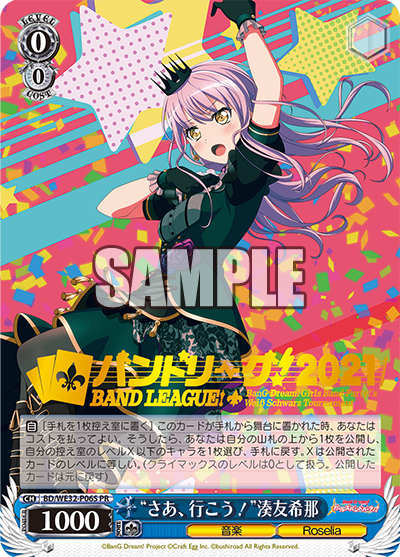 LEVEL
0
0
COST
SAMPLE
バンドリーグ! 2021
BAND LEAGUE!
BanG Dream! Girls Band Party!
Weiß Schwarz Tournament
自 [手札を1枚控え室に置く] このカードが手札から舞台に置かれた時、あなたは
コストを払ってよい。そうしたら、あなたは自分の山札の上から1枚を公開し、
自分の控え室のレベルX以下のキャラを1枚選び、手札に戻す。Xは公開された
カードのレベルに等しい。(クライマックスのレベルは0として扱う。公開した
カードは元に戻す)
CH BD/WE32-P06S PR
"さあ、行こう!"湊友希那
1000
音楽 Roselia
©BanG Dream! Project ©Craft Egg Inc. ©bushiroad All Rights Reserved.